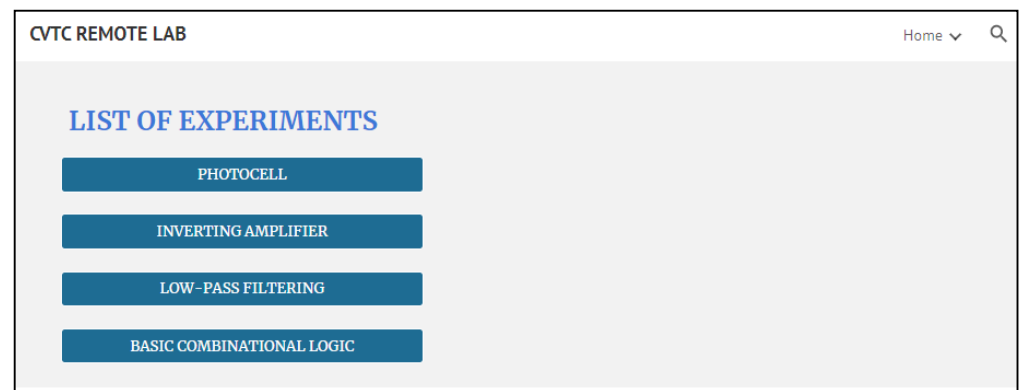 CVTC REMOTE LAB
Home
LIST OF EXPERIMENTS
PHOTOCELL
INVERTING AMPLIFIER
LOW-PASS FILTERING
BASIC COMBINATIONAL LOGIC